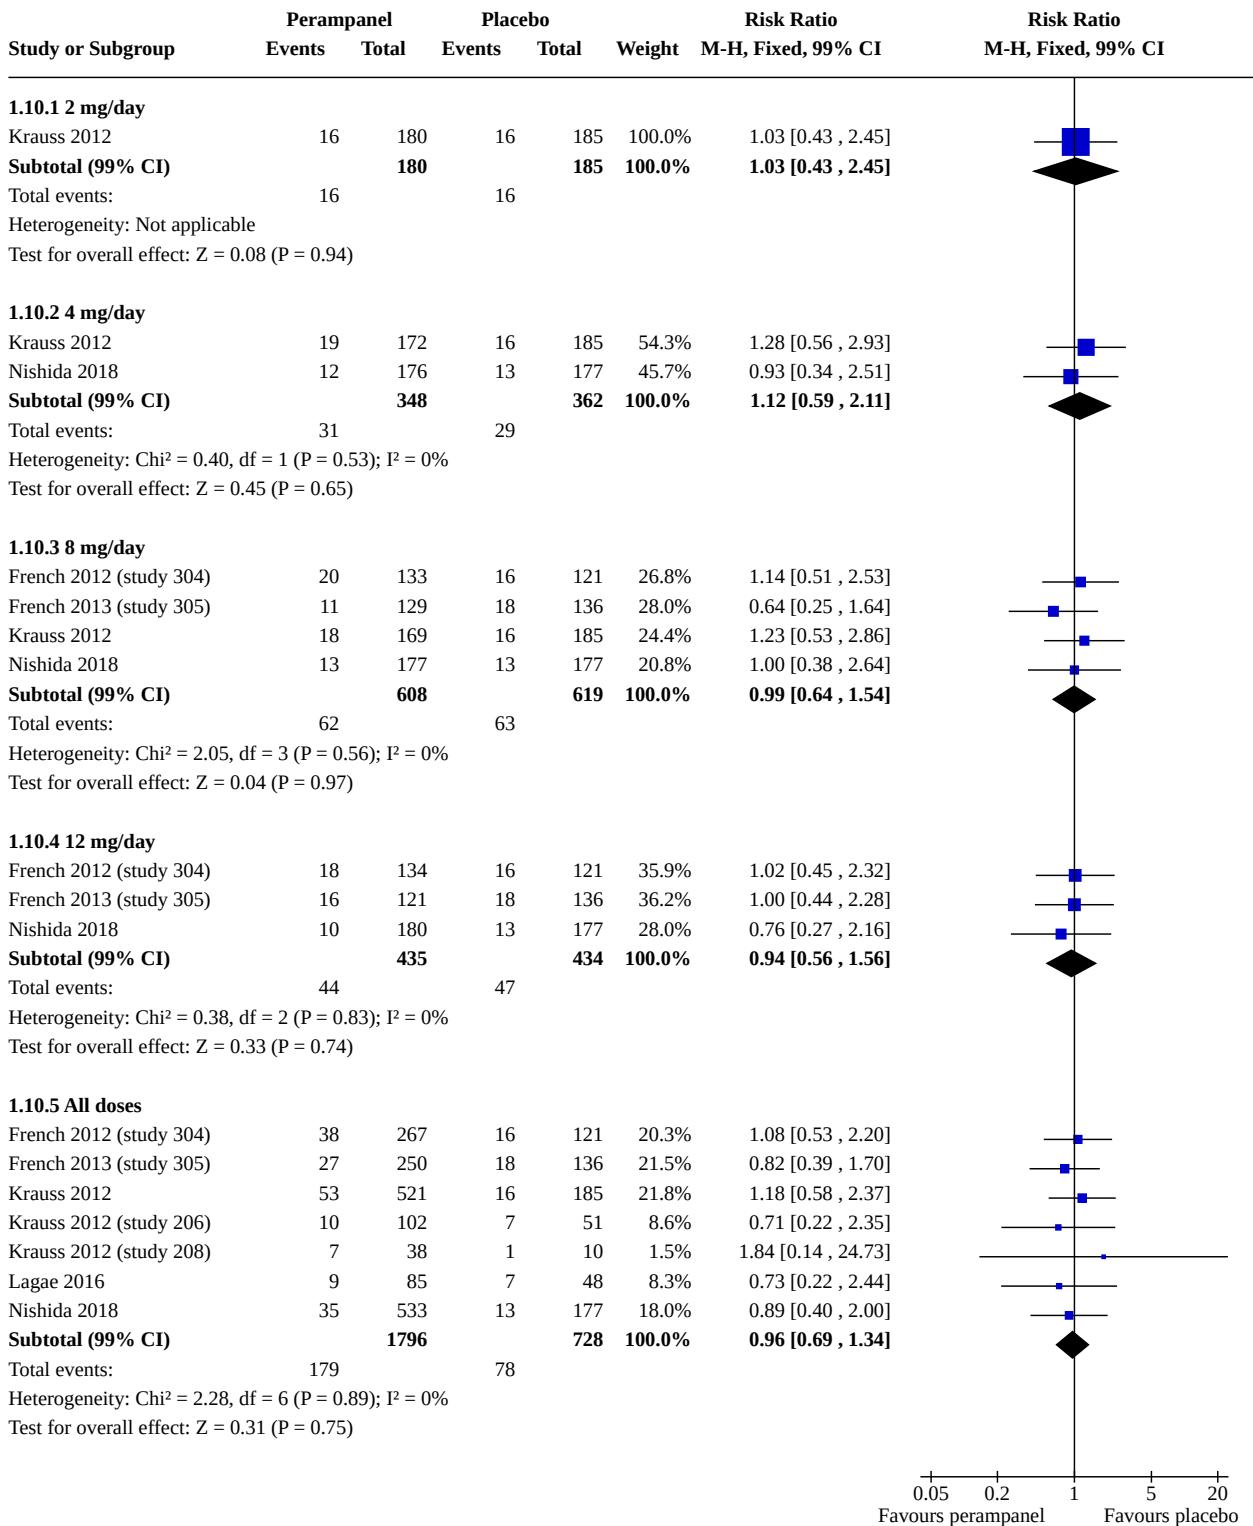 Perampanel Placebo Risk Ratio Risk Ratio
Study or Subgroup Events Total Events Total Weight M-H, Fixed, 99% CI M-H, Fixed, 99% CI
1.10.1 2 mg/day
Krauss 2012 16 180 16 185 100.0% 1.03 [0.43 , 2.45]
Subtotal (99% CI) 180 185 100.0% 1.03 [0.43 , 2.45]
Total events: 16 16
Heterogeneity: Not applicable
Test for overall effect: Z = 0.08 (P = 0.94)
1.10.2 4 mg/day
Krauss 2012 19 172 16 185 54.3% 1.28 [0.56 , 2.93]
Nishida 2018 12 176 13 177 45.7% 0.93 [0.34 , 2.51]
Subtotal (99% CI) 348 362 100.0% 1.12 [0.59 , 2.11]
Total events: 31 29
Heterogeneity: Chi² = 0.40, df = 1 (P = 0.53); I² = 0%
Test for overall effect: Z = 0.45 (P = 0.65)
1.10.3 8 mg/day
French 2012 (study 304) 20 133 16 121 26.8% 1.14 [0.51 , 2.53]
French 2013 (study 305) 11 129 18 136 28.0% 0.64 [0.25 , 1.64]
Krauss 2012 18 169 16 185 24.4% 1.23 [0.53 , 2.86]
Nishida 2018 13 177 13 177 20.8% 1.00 [0.38 , 2.64]
Subtotal (99% CI) 608 619 100.0% 0.99 [0.64 , 1.54]
Total events: 62 63
Heterogeneity: Chi² = 2.05, df = 3 (P = 0.56); I² = 0%
Test for overall effect: Z = 0.04 (P = 0.97)
1.10.4 12 mg/day
French 2012 (study 304) 18 134 16 121 35.9% 1.02 [0.45 , 2.32]
French 2013 (study 305) 16 121 18 136 36.2% 1.00 [0.44 , 2.28]
Nishida 2018 10 180 13 177 28.0% 0.76 [0.27 , 2.16]
Subtotal (99% CI) 435 434 100.0% 0.94 [0.56 , 1.56]
Total events: 44 47
Heterogeneity: Chi² = 0.38, df = 2 (P = 0.83); I² = 0%
Test for overall effect: Z = 0.33 (P = 0.74)
1.10.5 All doses
French 2012 (study 304) 38 267 16 121 20.3% 1.08 [0.53 , 2.20]
French 2013 (study 305) 27 250 18 136 21.5% 0.82 [0.39 , 1.70]
Krauss 2012 53 521 16 185 21.8% 1.18 [0.58 , 2.37]
Krauss 2012 (study 206) 10 102 7 51 8.6% 0.71 [0.22 , 2.35]
Krauss 2012 (study 208) 7 38 1 10 1.5% 1.84 [0.14 , 24.73]
Lagae 2016 9 85 7 48 8.3% 0.73 [0.22 , 2.44]
Nishida 2018 35 533 13 177 18.0% 0.89 [0.40 , 2.00]
Subtotal (99% CI) 1796 728 100.0% 0.96 [0.69 , 1.34]
Total events: 179 78
Heterogeneity: Chi² = 2.28, df = 6 (P = 0.89); I² = 0%
Test for overall effect: Z = 0.31 (P = 0.75)
0.05 0.2 1 5 20
Favours perampanel Favours placebo